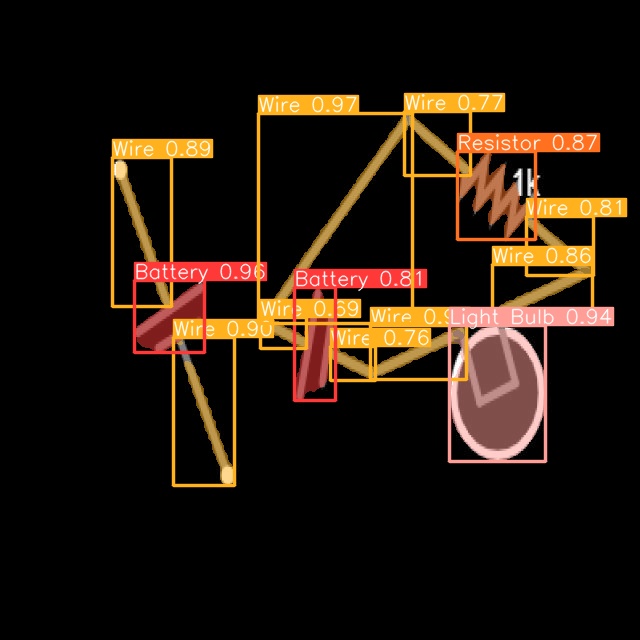 Wire 0.97
Wire 0.77
Resistor 0.87
Wire 0.89
1k
Wire 0.81
Wire 0.86
Battery 0.96
Battery 0.81
Wire 0.69
Wire 0.9
Light Bulb 0.94
Wire 0.90
Wire 0.76